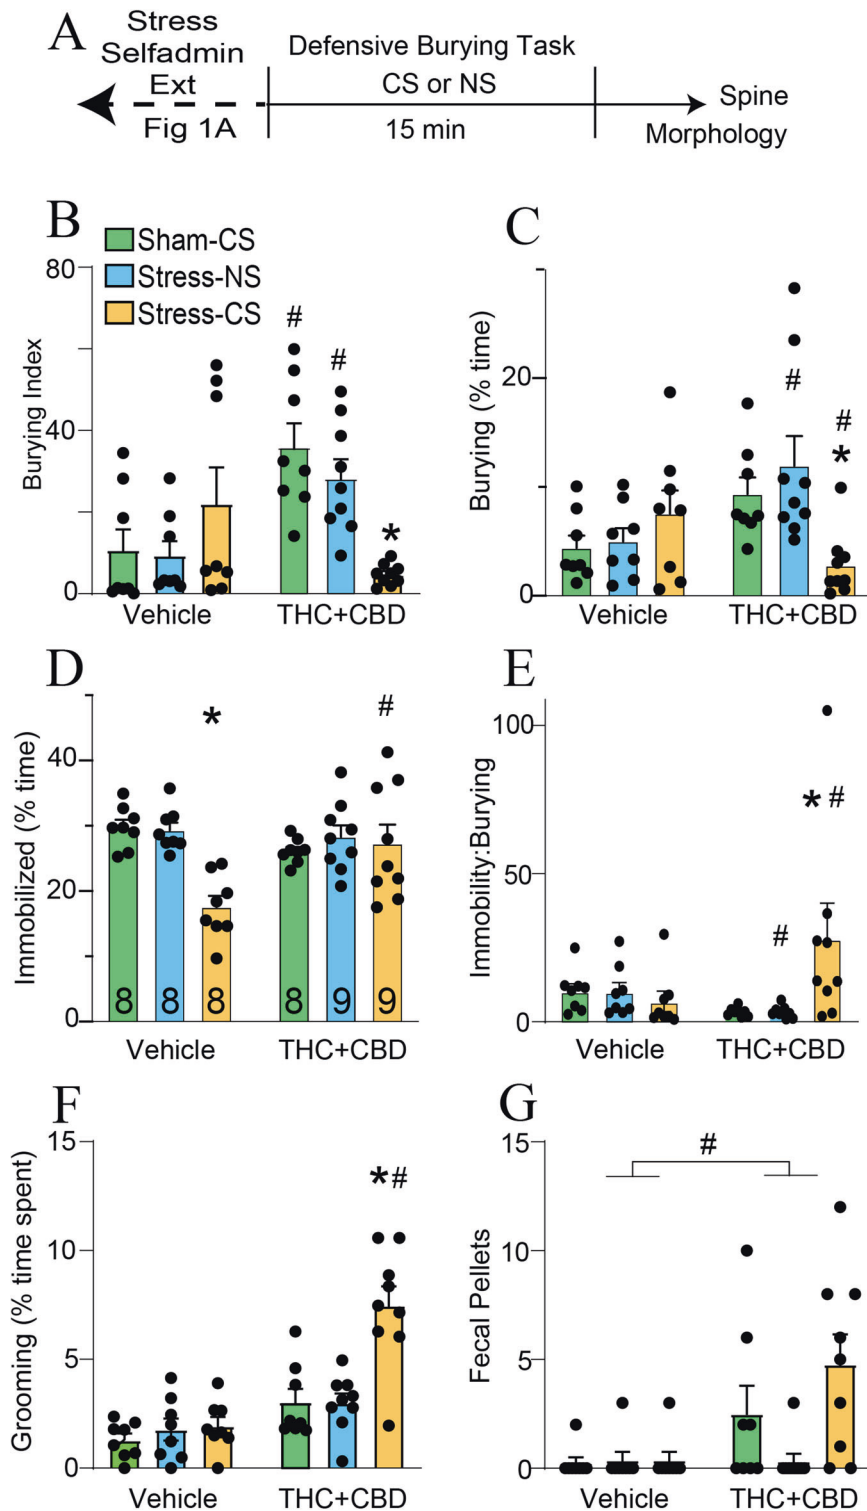 A
Stress
Selfadmin
Ext
Fig 1A
Defensive Burying Task
CS or NS
15 min
Spine
Morphology
B
Sham-CS
Stress-NS
Stress-CS
Burying Index
80
40
0
#
#
*
Vehicle
THC+CBD
C
Burying (% time)
20
0
#
#
*
Vehicle
THC+CBD
D
Immobilized (% time)
40
20
0
*
#
8
8
8
8
9
9
Vehicle
THC+CBD
E
Immobility:Burying
100
50
0
#
*#
Vehicle
THC+CBD
F
Grooming (% time spent)
15
10
5
0
*#
Vehicle
THC+CBD
G
Fecal Pellets
15
10
5
0
#
Vehicle
THC+CBD